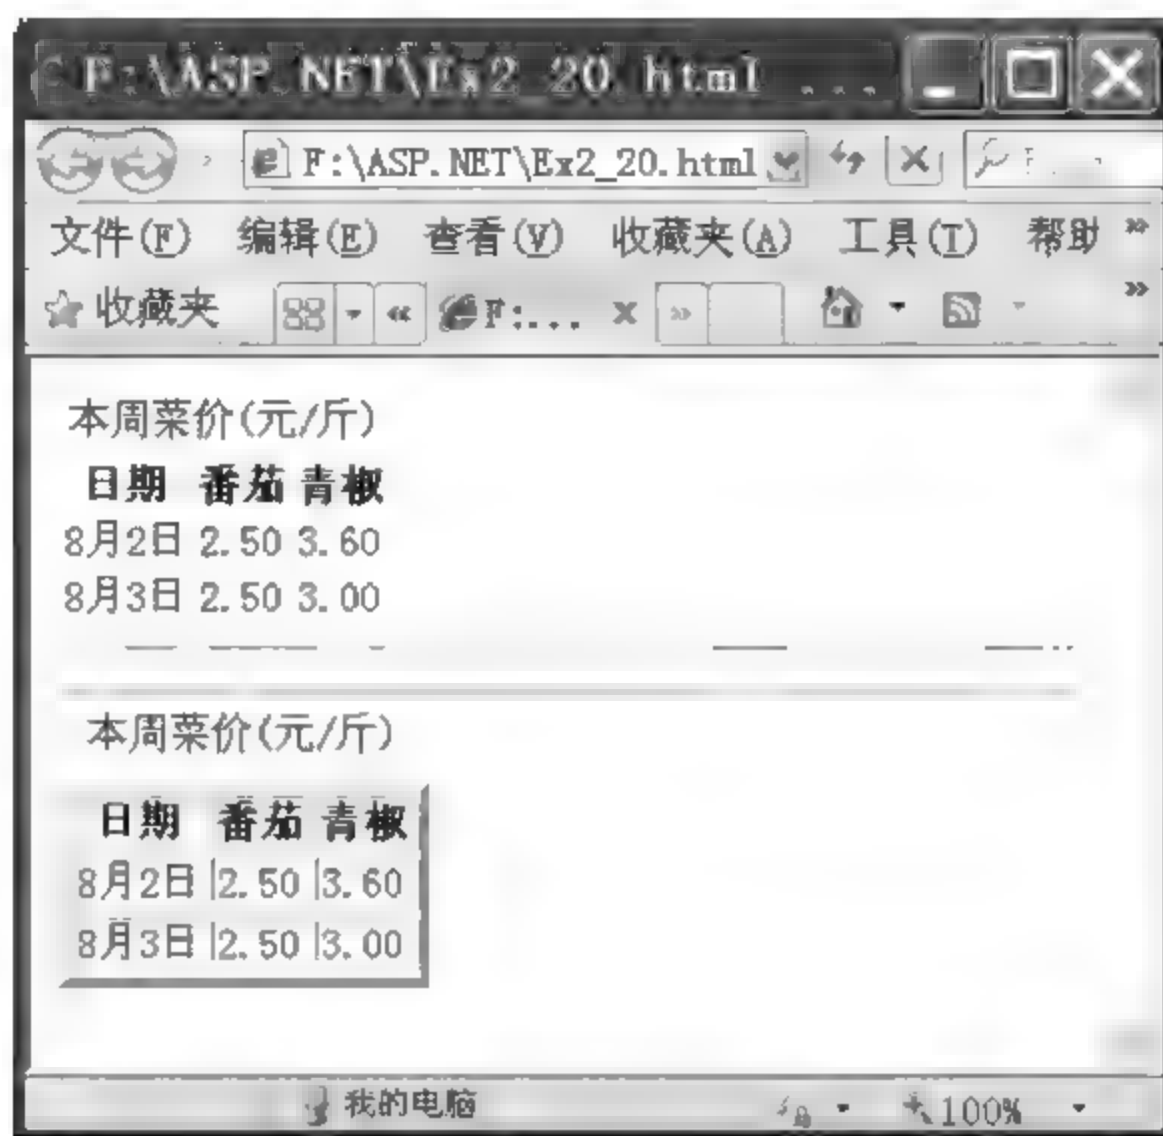 F:\ASP.NET\Ex2_20.html ...
F:\ASP.NET\Ex2_20.html
文件(F) 编辑(E) 查看(V) 收藏夹(A) 工具(T) 帮助 »
收藏夹 « F:... » »
本周菜价(元/斤)
日期 番茄 青椒
8月2日 2.50 3.60
8月3日 2.50 3.00
本周菜价(元/斤)
日期 番茄 青椒
8月2日 2.50 3.60
8月3日 2.50 3.00
我的电脑 100%